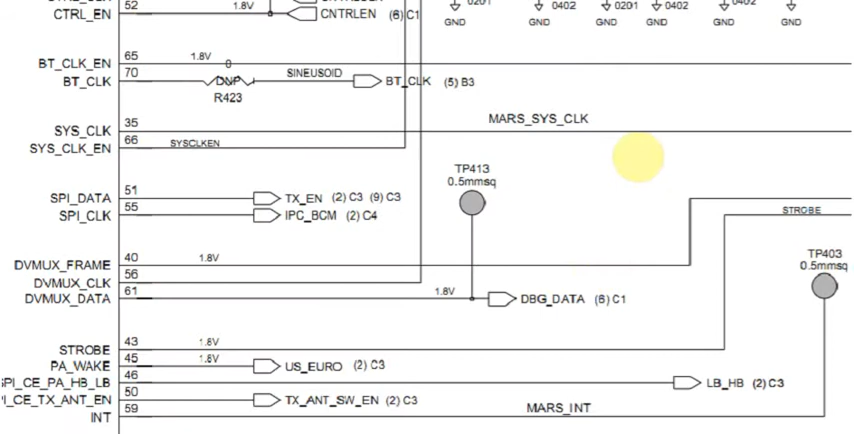 52 1.8V 0201 0402 0201 0402 0402
CTRL_EN CNTRLEN (6) C1 GND GND GND GND GND
BT_CLK_EN 65 1.8V 0
BT_CLK 70 DNP SINEUSOID BT_CLK (5) B3
R423
SYS_CLK 35 MARS_SYS_CLK
SYS_CLK_EN 66 SYSCLKEN
TP413
0.5mmsq
SPI_DATA 51 TX_EN (2) C3 (9) C3
SPI_CLK 55 IPC_BCM (2) C4
STROBE
DVMUX_FRAME 40 1.8V
TP403
0.5mmsq
DVMUX_CLK 56
DVMUX_DATA 61 1.8V DBG_DATA (6) C1
STROBE 43 1.8V
PA_WAKE 45 1.8V US_EURO (2) C3
PI_CE_PA_HB_LB 46 LB_HB (2) C3
I_CE_TX_ANT_EN 50 TX_ANT_SW_EN (2) C3
INT 59 MARS_INT